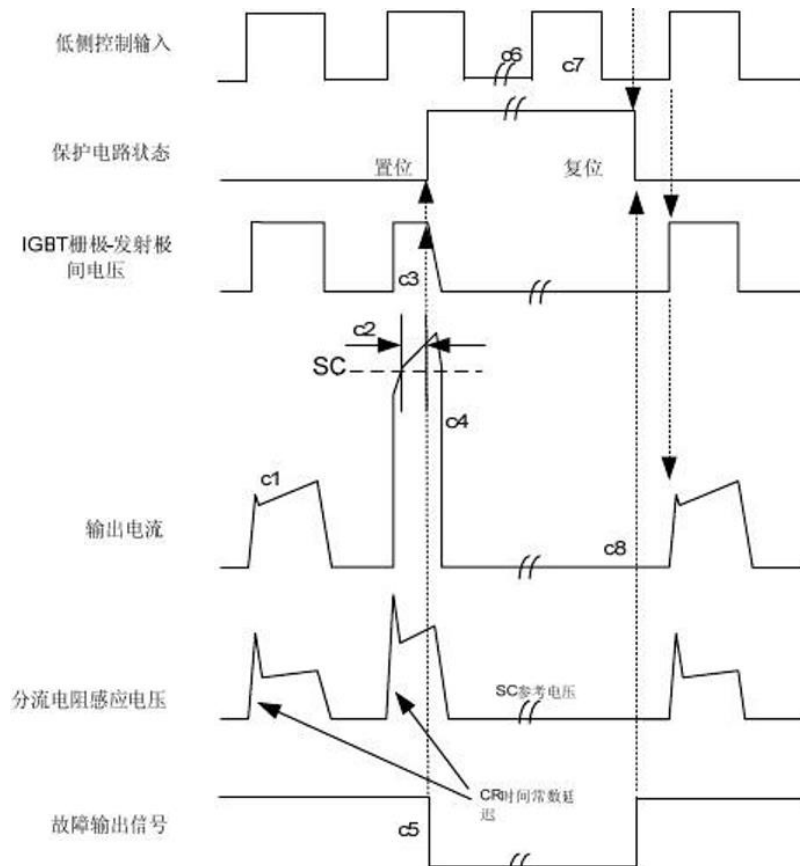 低侧控制输入
c6
c7
保护电路状态
置位
复位
IGBT栅极-发射极
间电压
c3
c2
SC
c4
c1
输出电流
c8
分流电阻感应电压
SC参考电压
CR时间常数延
迟
故障输出信号
c5